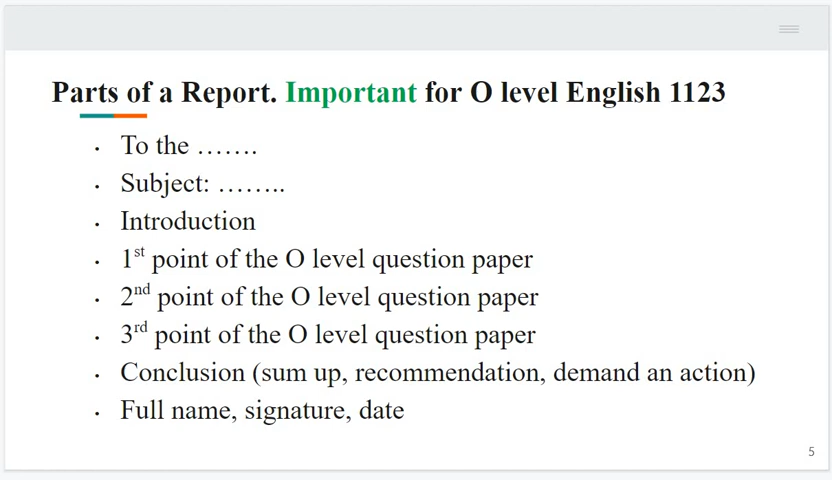 Parts of a Report. Important for O level English 1123
· To the …….
· Subject: ……..
· Introduction
· 1st point of the O level question paper
· 2nd point of the O level question paper
· 3rd point of the O level question paper
· Conclusion (sum up, recommendation, demand an action)
· Full name, signature, date
5